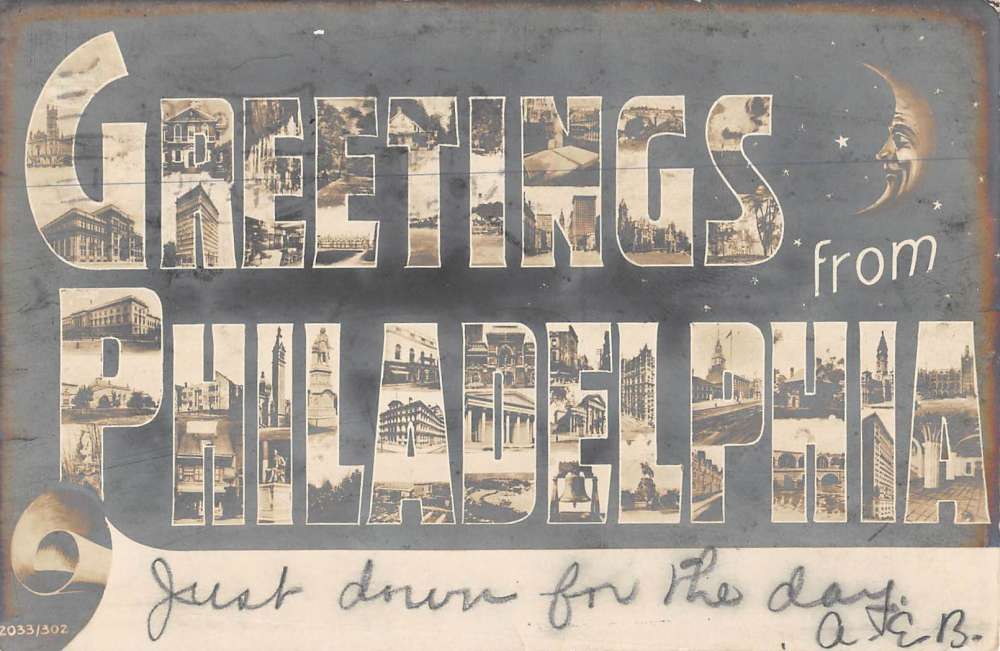 GREETINGS
from
PHILADELPHIA
Just down for the day.
A.E.B.
2033/302